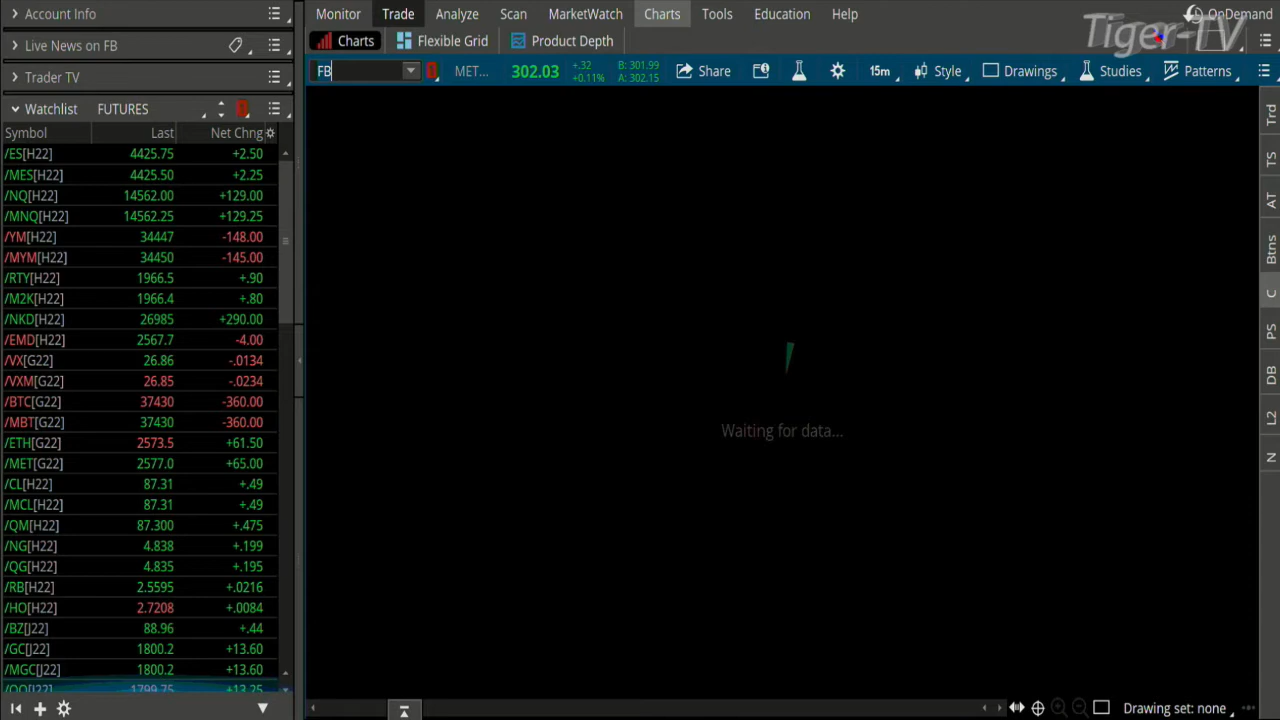 Account Info
Live News on FB
Trader TV
Watchlist FUTURES
Symbol Last Net Chng
/ES[H22] 4425.75 +2.50
/MES[H22] 4425.50 +2.25
/NQ[H22] 14562.00 +129.00
/MNQ[H22] 14562.25 +129.25
/YM[H22] 34447 -148.00
/MYM[H22] 34450 -145.00
/RTY[H22] 1966.5 +.90
/M2K[H22] 1966.4 +.80
/NKD[H22] 26985 +290.00
/EMD[H22] 2567.7 -4.00
/VX[G22] 26.86 -.0134
/VXM[G22] 26.85 -.0234
/BTC[G22] 37430 -360.00
/MBT[G22] 37430 -360.00
/ETH[G22] 2573.5 +61.50
/MET[G22] 2577.0 +65.00
/CL[H22] 87.31 +.49
/MCL[H22] 87.31 +.49
/QM[H22] 87.300 +.475
/NG[H22] 4.838 +.199
/QG[H22] 4.835 +.195
/RB[H22] 2.5595 +.0216
/HO[H22] 2.7208 +.0084
/BZ[J22] 88.96 +.44
/GC[J22] 1800.2 +13.60
/MGC[J22] 1800.2 +13.60
/QO[J22] 1799.75 +13.25
Monitor Trade Analyze Scan MarketWatch Charts Tools Education Help
OnDemand
Tiger-TV
Charts Flexible Grid Product Depth
FB MET... 302.03 +.32 B: 301.99 Share 15m Style Drawings Studies Patterns
+0.11% A: 302.15
Waiting for data...
Trd
TS
AT
Btns
C
PS
DB
L2
N
Drawing set: none